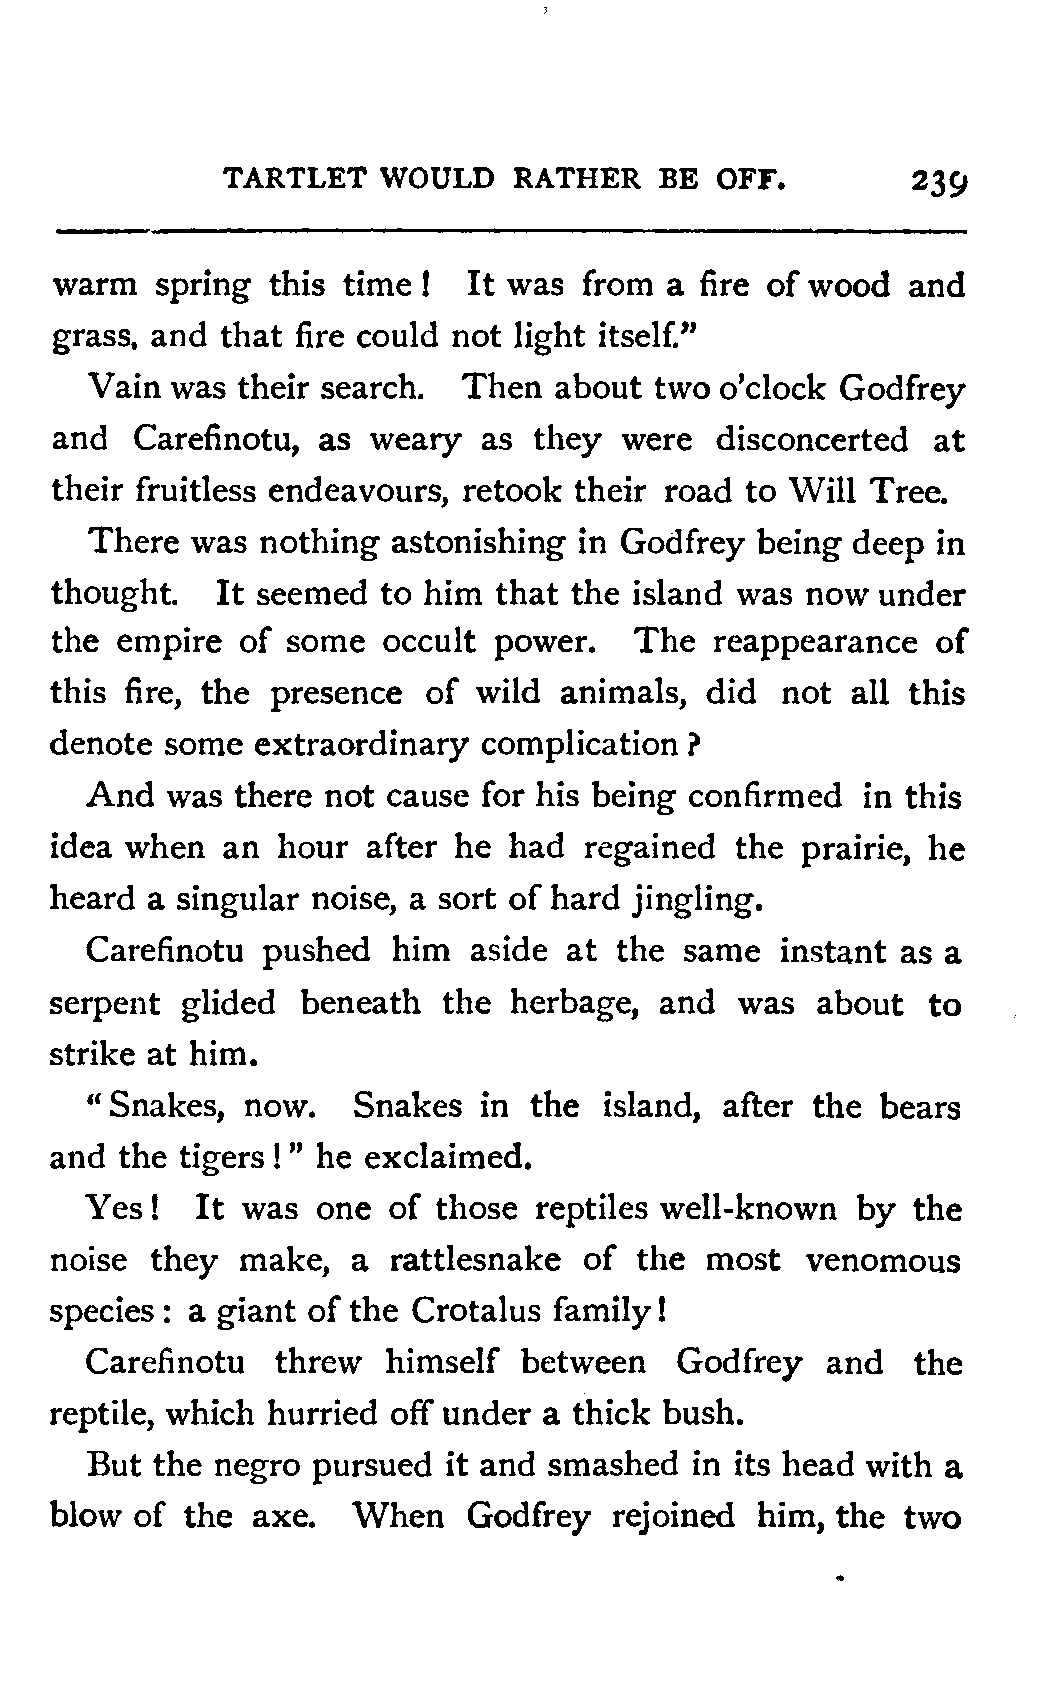 TARTLET WOULD RATHER BE OFF. 239
warm spring this time! It was from a fire of wood and
grass, and that fire could not light itself."
Vain was their search. Then about two o'clock Godfrey
and Carefinotu, as weary as they were disconcerted at
their fruitless endeavours, retook their road to Will Tree.
There was nothing astonishing in Godfrey being deep in
thought. It seemed to him that the island was now under
the empire of some occult power. The reappearance of
this fire, the presence of wild animals, did not all this
denote some extraordinary complication?
And was there not cause for his being confirmed in this
idea when an hour after he had regained the prairie, he
heard a singular noise, a sort of hard jingling.
Carefinotu pushed him aside at the same instant as a
serpent glided beneath the herbage, and was about to
strike at him.
"Snakes, now. Snakes in the island, after the bears
and the tigers!" he exclaimed.
Yes! It was one of those reptiles well-known by the
noise they make, a rattlesnake of the most venomous
species: a giant of the Crotalus family!
Carefinotu threw himself between Godfrey and the
reptile, which hurried off under a thick bush.
But the negro pursued it and smashed in its head with a
blow of the axe. When Godfrey rejoined him, the two